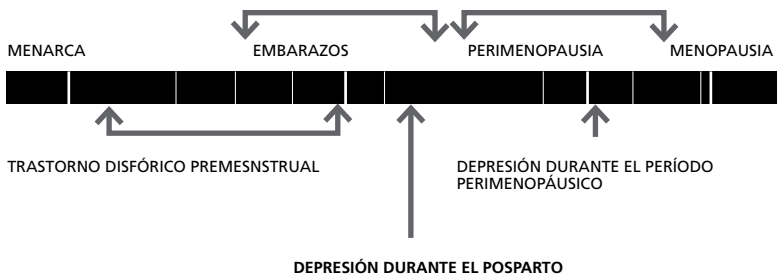 MENARCA
EMBARAZOS
PERIMENOPAUSIA
MENOPAUSIA
TRASTORNO DISFÓRICO PREMESNSTRUAL
DEPRESIÓN DURANTE EL PERÍODO
PERIMENOPÁUSICO
DEPRESIÓN DURANTE EL POSPARTO